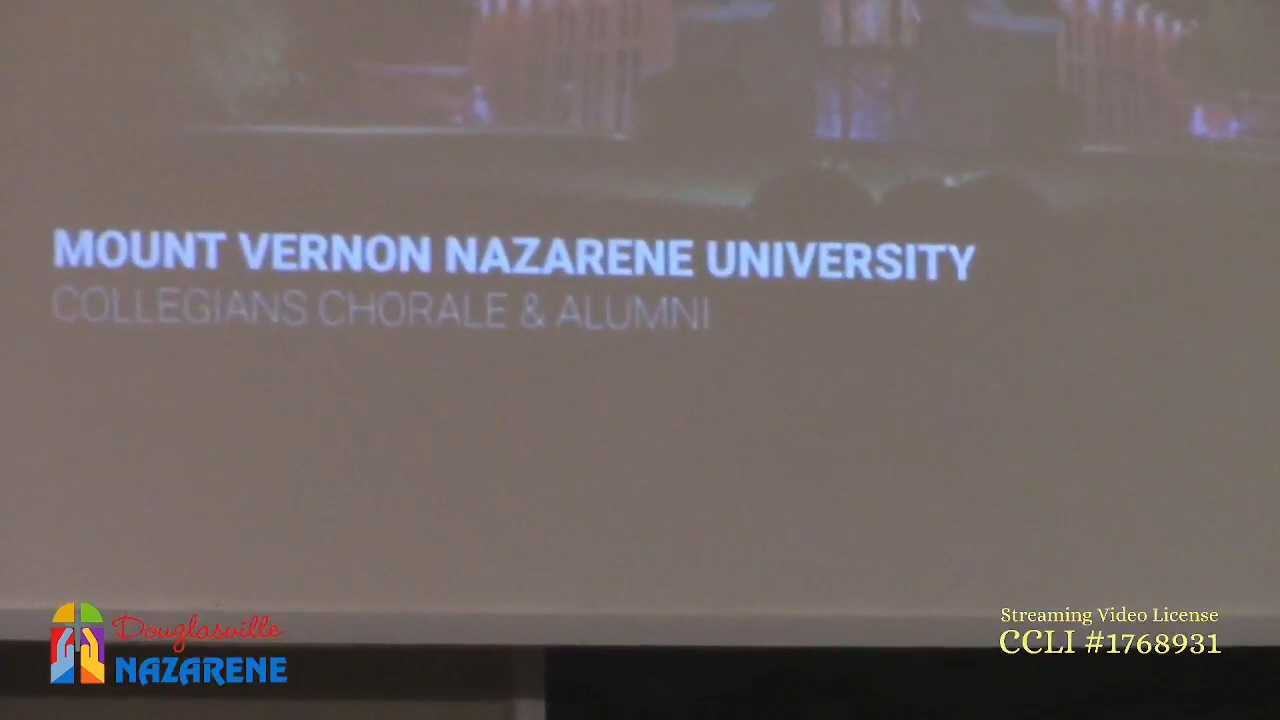 MOUNT VERNON NAZARENE UNIVERSITY
COLLEGIANS CHORALE & ALUMNI
Douglasville
NAZARENE
Streaming Video License
CCLI #1768931